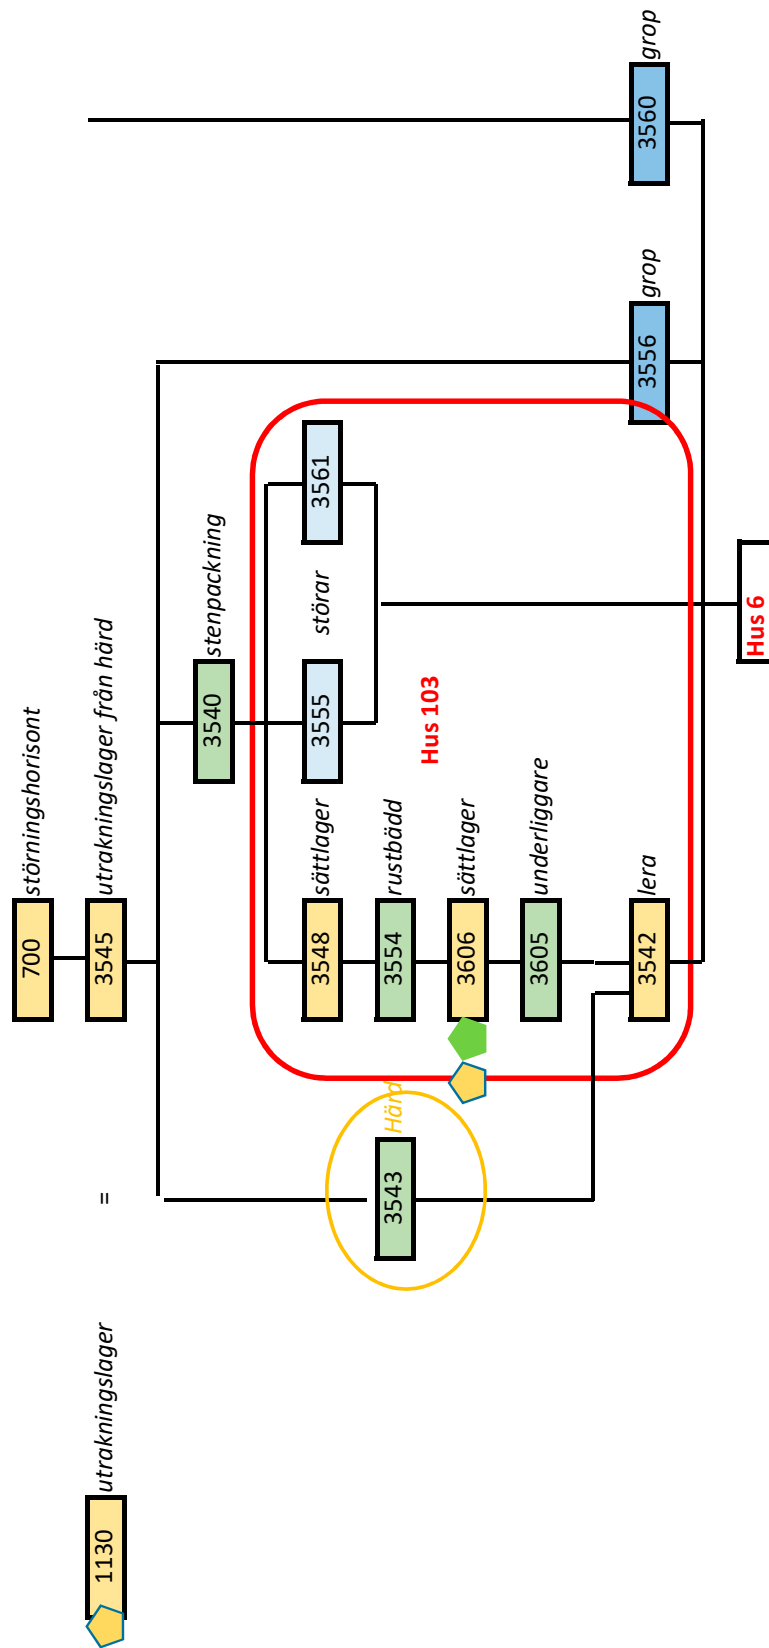 700
störningshorisont
1130
utrakningslager
=
3545
utrakningslager från härd
3540
stenpackning
3548
sättlager
3555
störar
3561
3543
Härd
3554
rustbädd
Hus 103
3606
sättlager
3605
underliggare
3542
lera
3556
grop
3560
grop
Hus 6